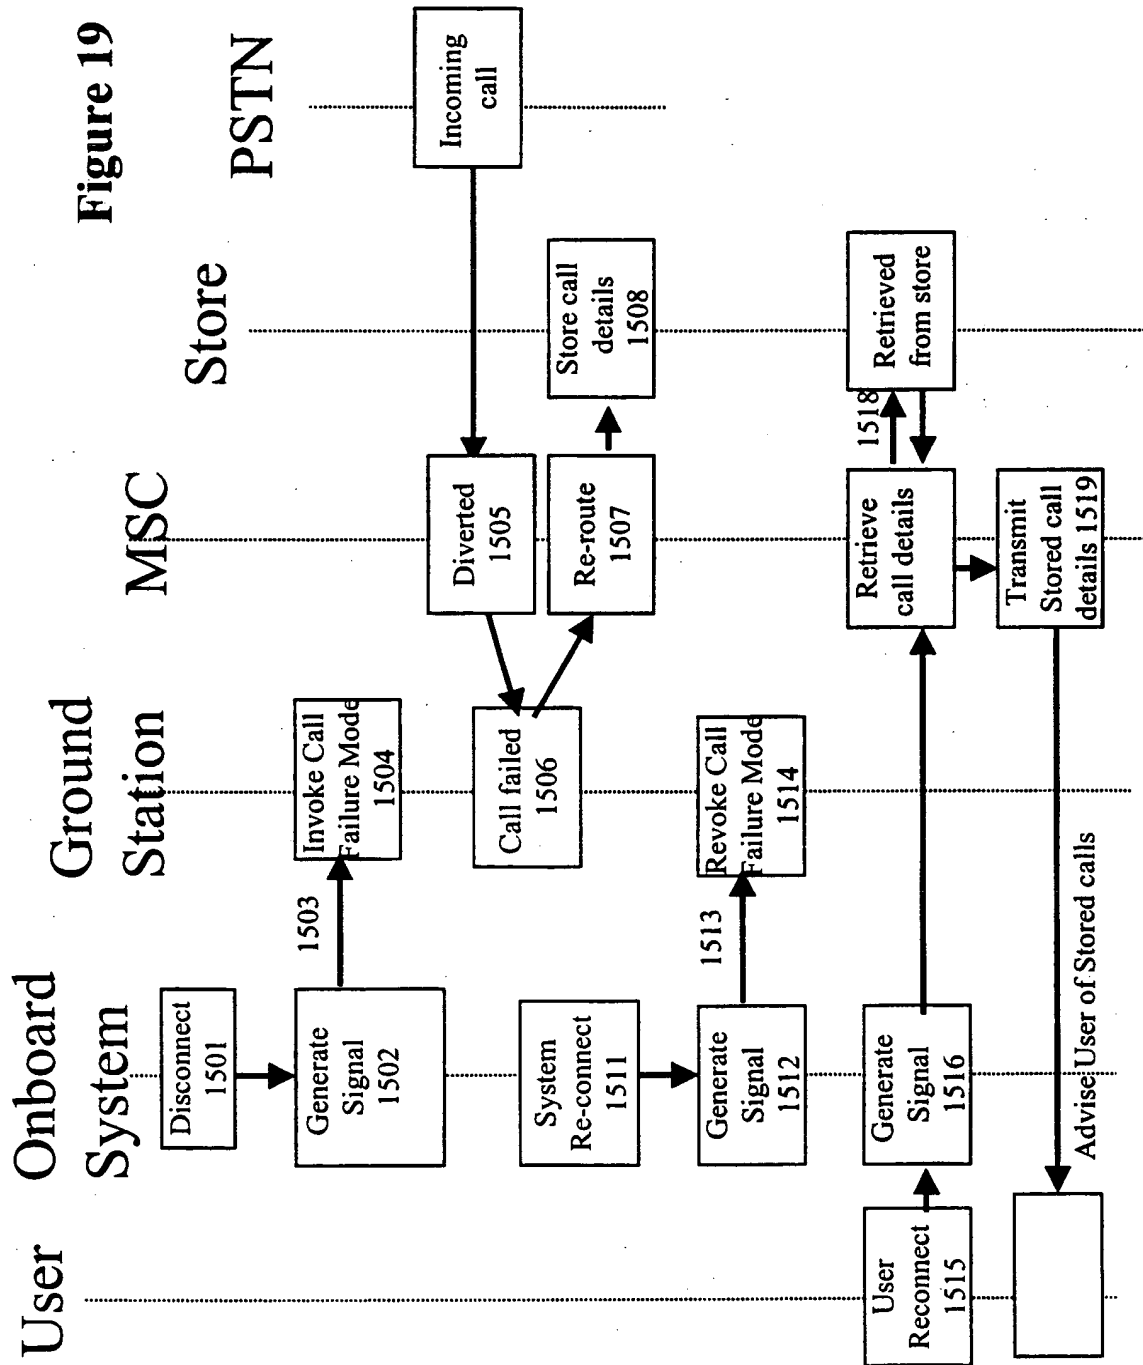 Figure 19
User
Onboard
System
Ground
Station
MSC
Store
PSTN
Disconnect
1501
Generate
Signal
1502
1503
Invoke Call
Failure Mode
1504
Incoming
call
Diverted
1505
Call failed
1506
Re-route
1507
Store call
details
1508
System
Re-connect
1511
Generate
Signal
1512
1513
Revoke Call
Failure Mode
1514
User
Reconnect
1515
Generate
Signal
1516
Retrieve
call details
1518
Retrieved
from store
Transmit
Stored call
details 1519
Advise User of Stored calls